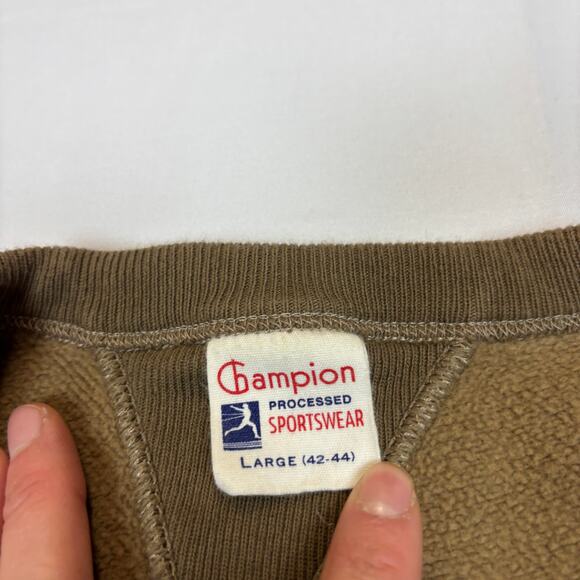 Champion
PROCESSED
SPORTSWEAR
LARGE (42-44)